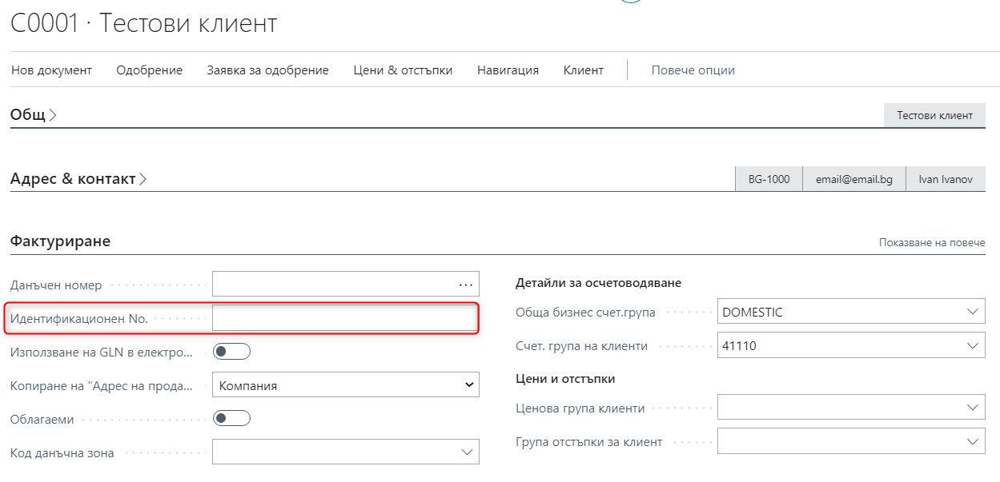 C0001 · Тестови клиент
Нов документ Одобрение Заявка за одобрение Цени & отстъпки Навигация Клиент Повече опции
Общ Тестови клиент
Адрес & контакт BG-1000 email@email.bg Ivan Ivanov
Фактуриране Показване на повече
Данъчен номер ...
Идентификационен No.
Използване на GLN в електро...
Копиране на "Адрес на прода... Компания
Облагаеми
Код данъчна зона
Детайли за осчетоводяване
Обща бизнес счет.група DOMESTIC
Счет. група на клиенти 41110
Цени и отстъпки
Ценова група клиенти
Група отстъпки за клиент